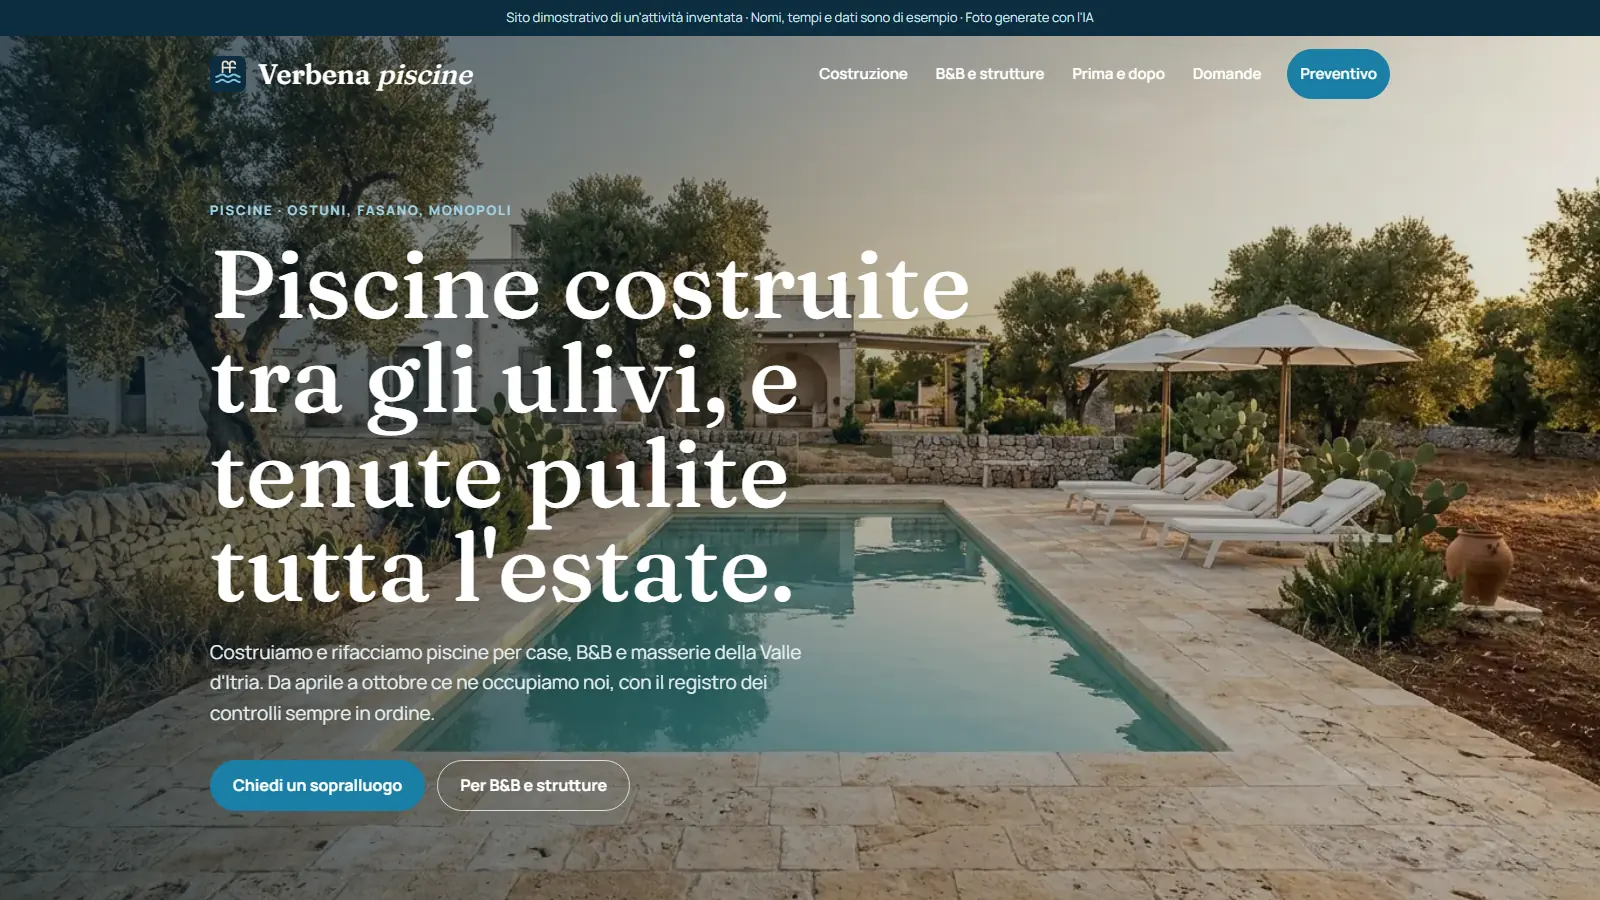 Sito dimostrativo di un'attività inventata · Nomi, tempi e dati sono di esempio · Foto generate con l'IA
Verbena piscine
Costruzione
B&B e strutture
Prima e dopo
Domande
Preventivo
PISCINE · OSTUNI, FASANO, MONOPOLI
Piscine costruite
tra gli ulivi, e
tenute pulite
tutta l'estate.
Costruiamo e rifacciamo piscine per case, B&B e masserie della Valle
d'Itria. Da aprile a ottobre ce ne occupiamo noi, con il registro dei
controlli sempre in ordine.
Chiedi un sopralluogo
Per B&B e strutture